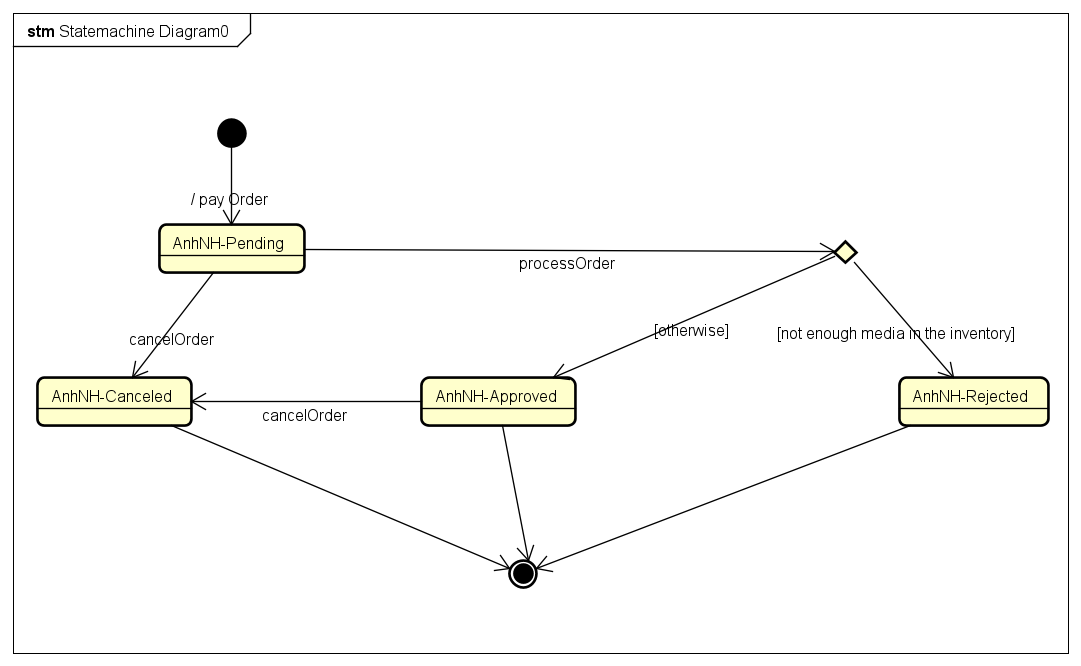 stm Statemachine Diagram0
/ pay Order
AnhNH-Pending
processOrder
[otherwise]
[not enough media in the inventory]
cancelOrder
AnhNH-Canceled
AnhNH-Approved
AnhNH-Rejected
cancelOrder